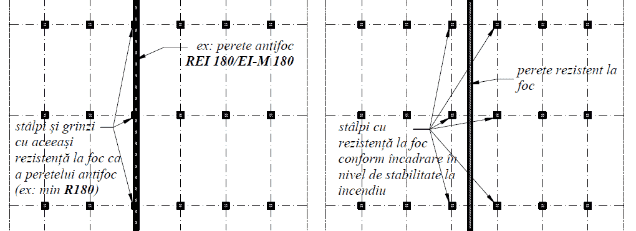 ex: perete antifoc
REI 180/EI-M 180
stâlpi și grinzi
cu aceeași
rezistență la foc ca
a peretelui antifoc
(ex: min R180)
perete rezistent la
foc
stâlpi cu
rezistență la foc
conform încadrare în
nivel de stabilitate la
incendiu